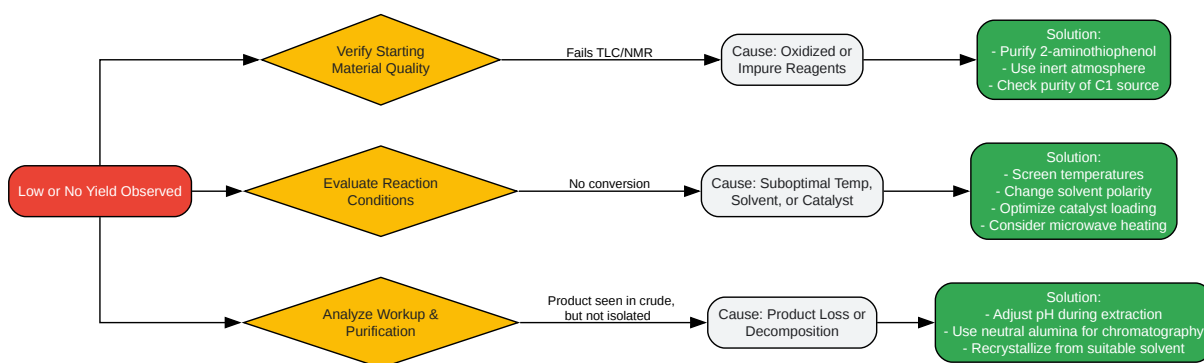 Verify Starting
Material Quality
Fails TLC/NMR
Cause: Oxidized or
Impure Reagents
Solution:
- Purify 2-aminothiophenol
- Use inert atmosphere
- Check purity of C1 source
Low or No Yield Observed
Evaluate Reaction
Conditions
No conversion
Cause: Suboptimal Temp,
Solvent, or Catalyst
Solution:
- Screen temperatures
- Change solvent polarity
- Optimize catalyst loading
- Consider microwave heating
Analyze Workup &
Purification
Product seen in crude,
but not isolated
Cause: Product Loss or
Decomposition
Solution:
- Adjust pH during extraction
- Use neutral alumina for chromatography
- Recrystallize from suitable solvent